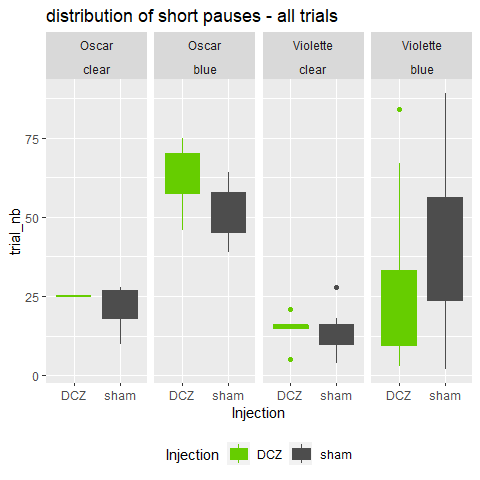 distribution of short pauses - all trials
Oscar Oscar Violette Violette
clear blue clear blue
75
50
25
0
trial_nb
DCZ sham DCZ sham DCZ sham DCZ sham
Injection
Injection DCZ sham